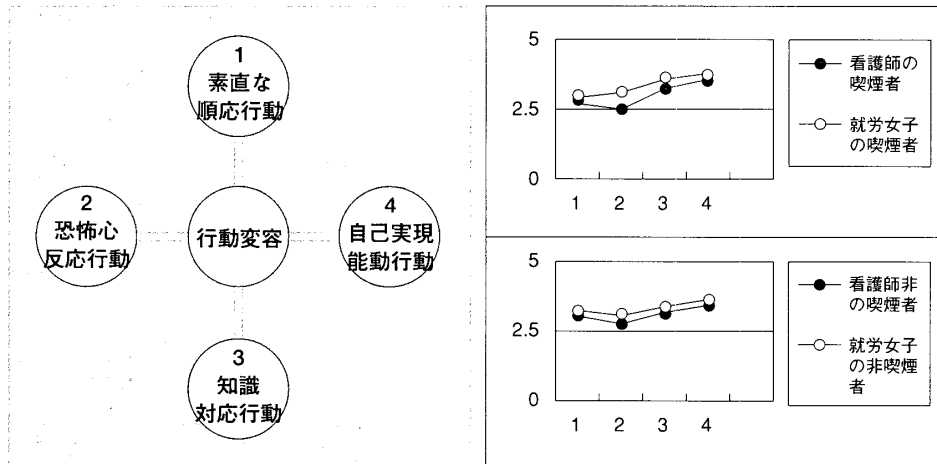 1
素直な
順応行動
2
恐怖心
反応行動
行動変容
4
自己実現
能動行動
3
知識
対応行動
5
2.5
0
1 2 3 4
看護師の
喫煙者
就労女子
の喫煙者
5
2.5
0
1 2 3 4
看護師非
の喫煙者
就労女子
の非喫煙
者